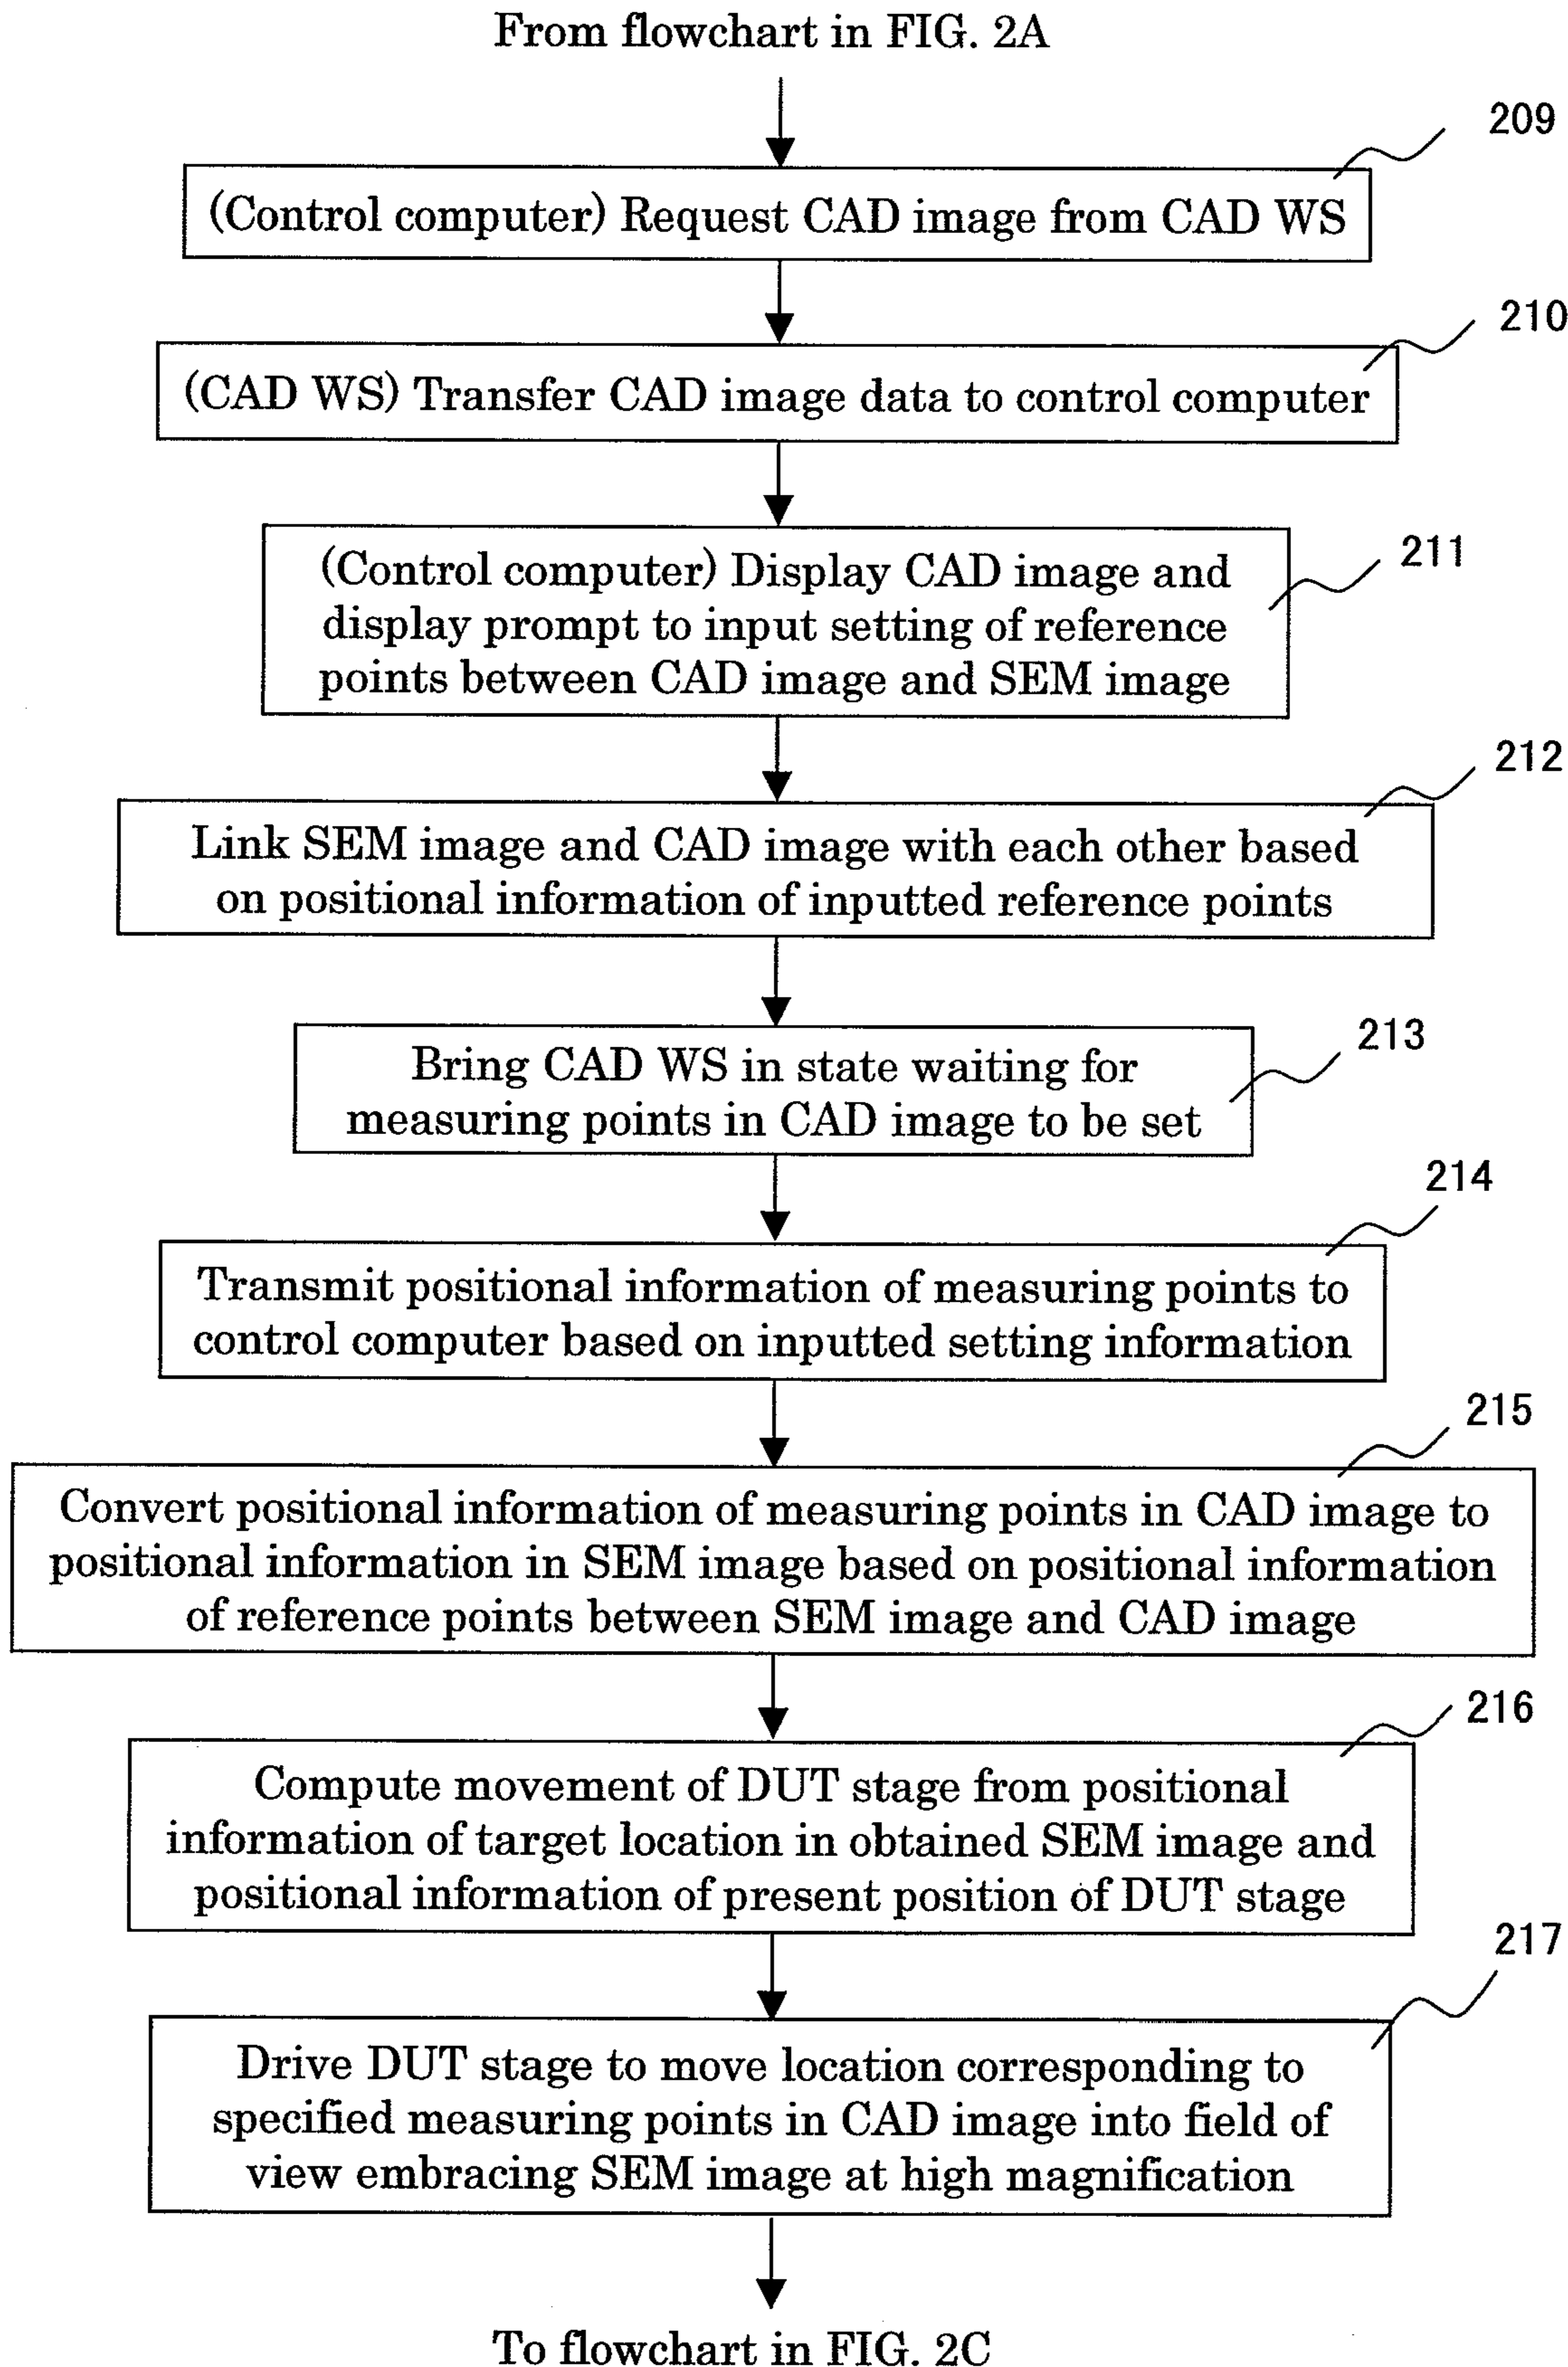 From flowchart in FIG. 2A
209
(Control computer) Request CAD image from CAD WS
210
(CAD WS) Transfer CAD image data to control computer
211
(Control computer) Display CAD image and
display prompt to input setting of reference
points between CAD image and SEM image
212
Link SEM image and CAD image with each other based
on positional information of inputted reference points
213
Bring CAD WS in state waiting for
measuring points in CAD image to be set
214
Transmit positional information of measuring points to
control computer based on inputted setting information
215
Convert positional information of measuring points in CAD image to
positional information in SEM image based on positional information
of reference points between SEM image and CAD image
216
Compute movement of DUT stage from positional
information of target location in obtained SEM image and
positional information of present position of DUT stage
217
Drive DUT stage to move location corresponding to
specified measuring points in CAD image into field of
view embracing SEM image at high magnification
To flowchart in FIG. 2C